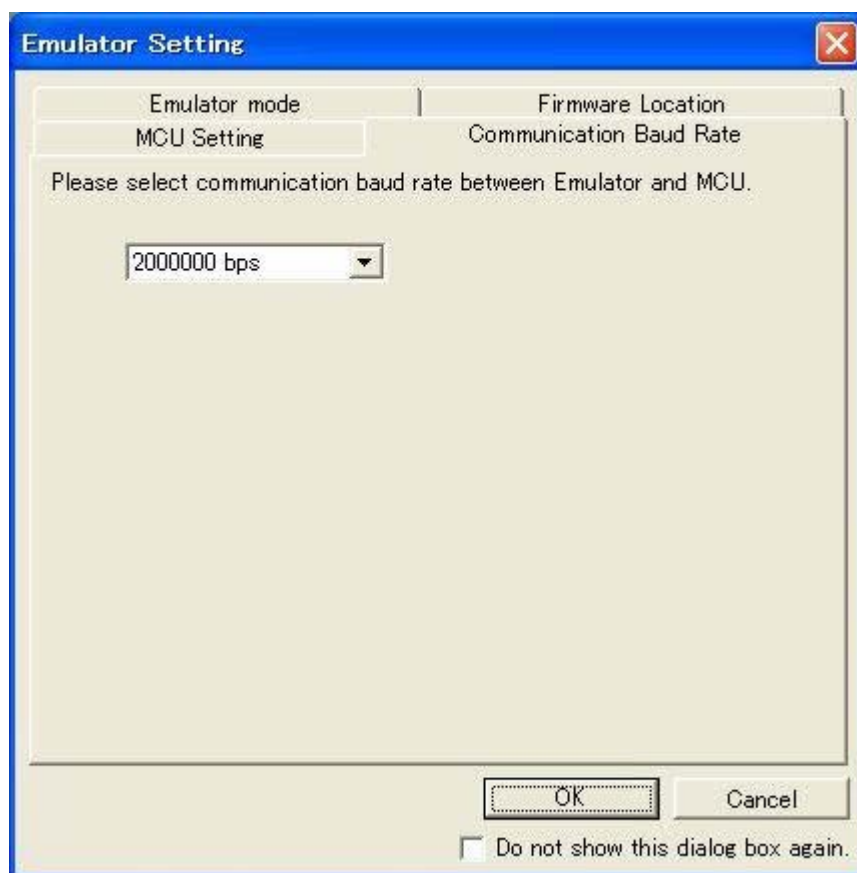 Emulator Setting
Emulator mode
Firmware Location
MCU Setting
Communication Baud Rate
Please select communication baud rate between Emulator and MCU.
2000000 bps
OK
Cancel
Do not show this dialog box again.